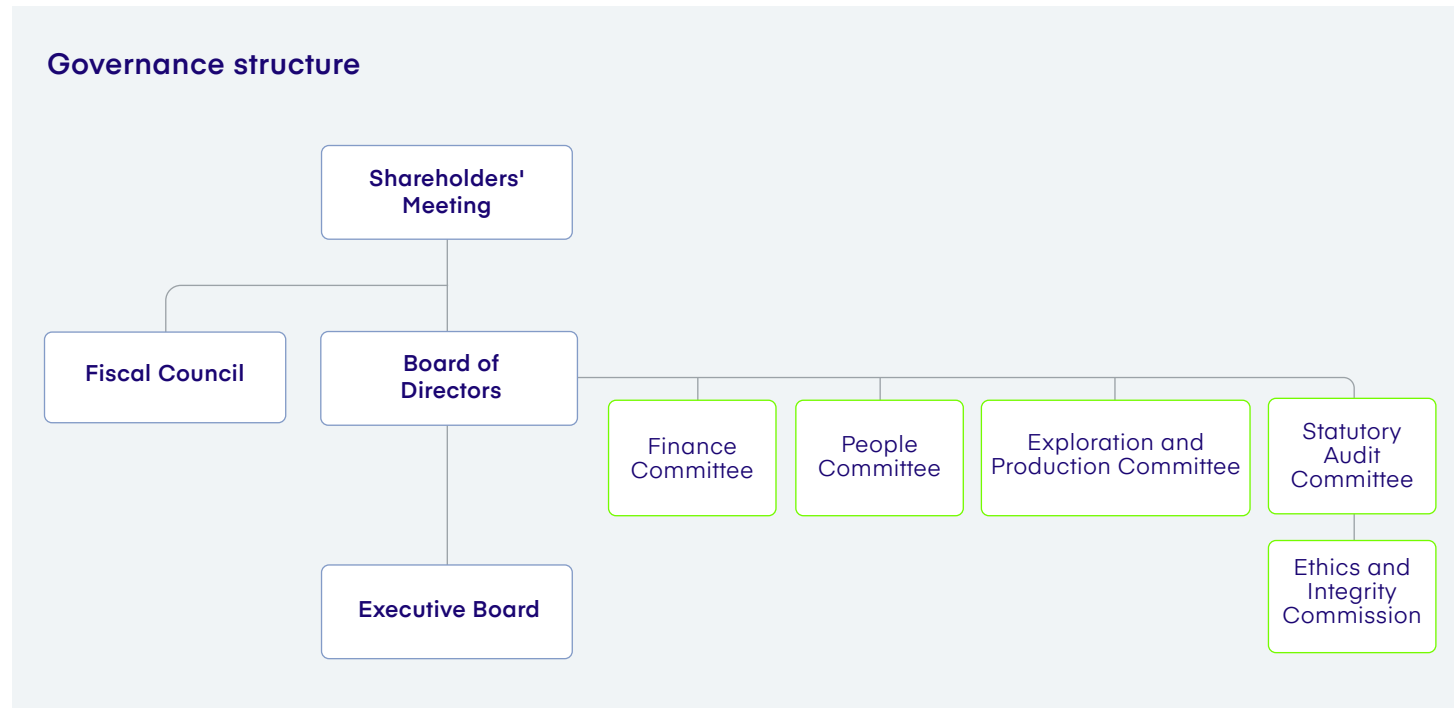 Governance structure
Shareholders'
Meeting
Fiscal Council
Board of
Directors
Finance
Committee
People
Committee
Exploration and
Production Committee
Statutory
Audit
Committee
Executive Board
Ethics and
Integrity
Commission